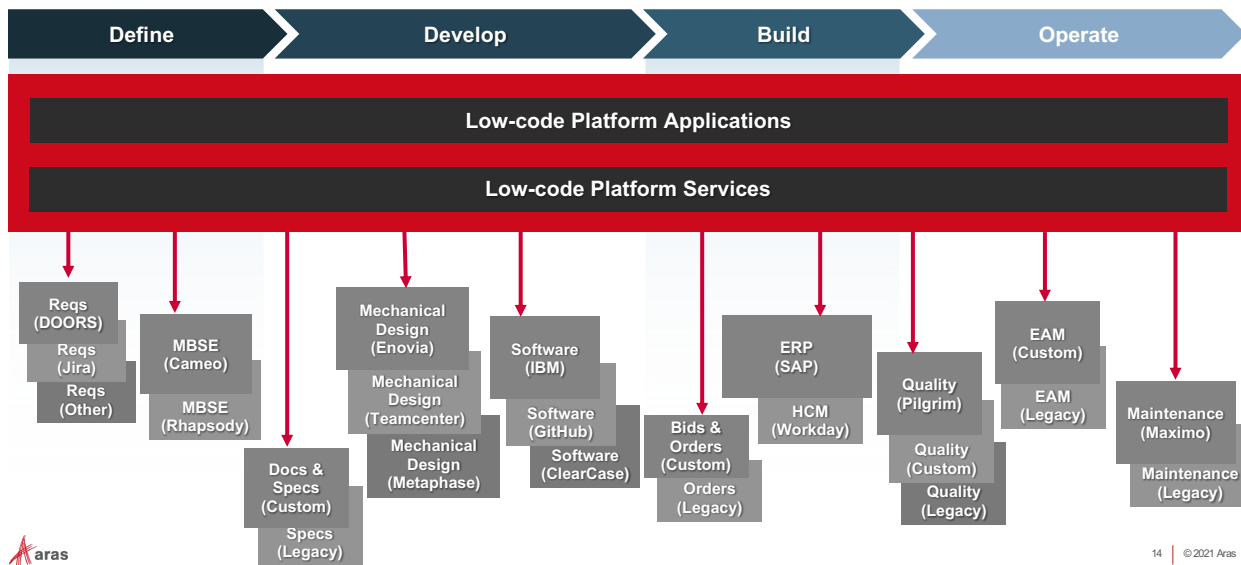 Define
Develop
Build
Operate
Low-code Platform Applications
Low-code Platform Services
Reqs
(DOORS)
Reqs
(Jira)
Reqs
(Other)
MBSE
(Cameo)
MBSE
(Rhapsody)
Docs &
Specs
(Custom)
Specs
(Legacy)
Mechanical
Design
(Enovia)
Mechanical
Design
(Teamcenter)
Mechanical
Design
(Metaphase)
Software
(IBM)
Software
(GitHub)
Software
(ClearCase)
Bids &
Orders
(Custom)
Orders
(Legacy)
ERP
(SAP)
HCM
(Workday)
Quality
(Pilgrim)
Quality
(Custom)
Quality
(Legacy)
EAM
(Custom)
EAM
(Legacy)
Maintenance
(Maximo)
Maintenance
(Legacy)
aras
14
© 2021 Aras